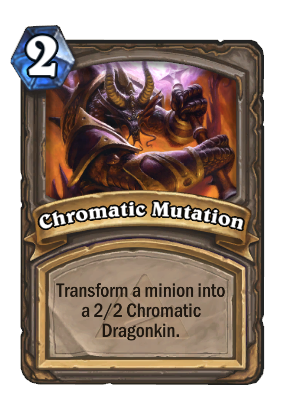 2
Chromatic Mutation
Transform a minion into
a 2/2 Chromatic
Dragonkin.